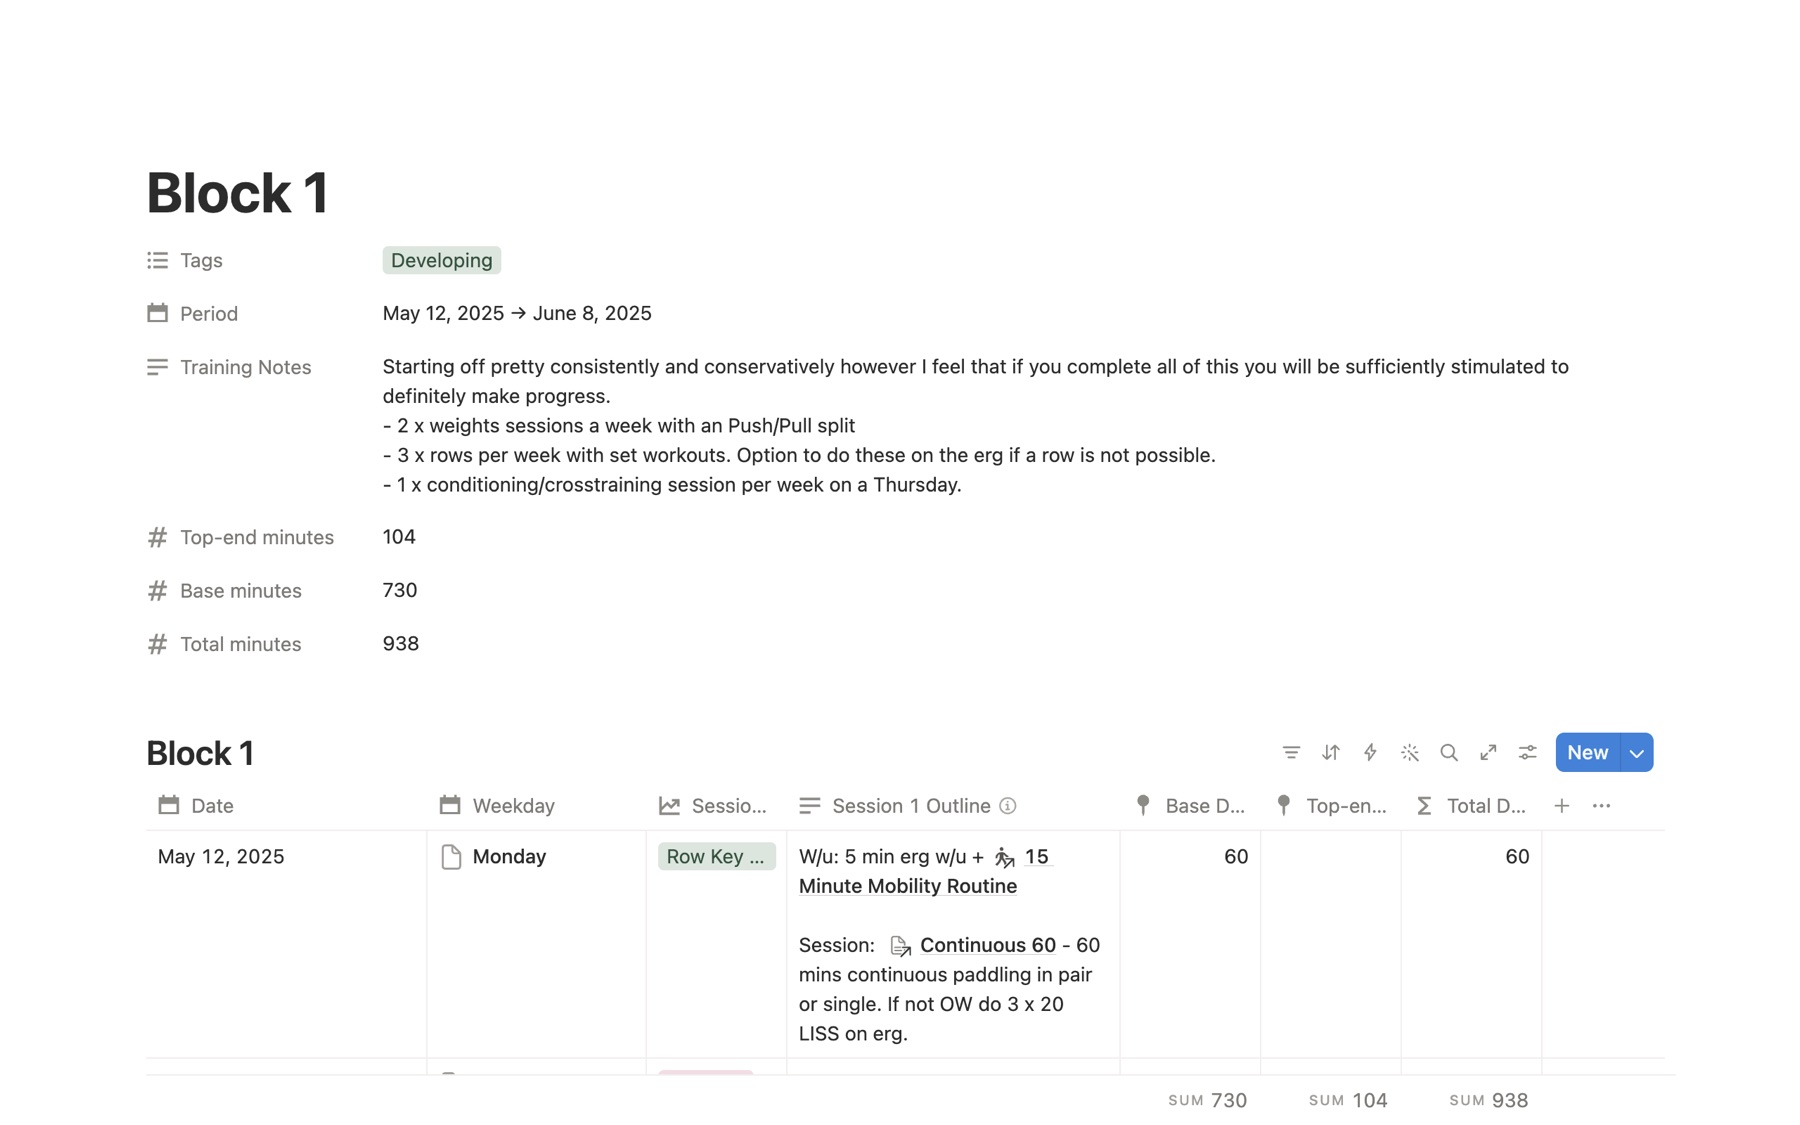 Block 1
Tags
Developing
Period
May 12, 2025 → June 8, 2025
Training Notes
Starting off pretty consistently and conservatively however I feel that if you complete all of this you will be sufficiently stimulated to
definitely make progress.
- 2 x weights sessions a week with an Push/Pull split
- 3 x rows per week with set workouts. Option to do these on the erg if a row is not possible.
- 1 x conditioning/crosstraining session per week on a Thursday.
Top-end minutes
104
Base minutes
730
Total minutes
938
Block 1
New
Date
Weekday
Sessio...
Session 1 Outline
Base D...
Top-en...
Total D...
May 12, 2025
Monday
Row Key ...
W/u: 5 min erg w/u + 15
Minute Mobility Routine
Session: Continuous 60 - 60
mins continuous paddling in pair
or single. If not OW do 3 x 20
LISS on erg.
60
60
SUM 730
SUM 104
SUM 938